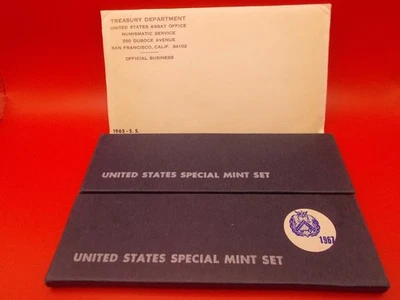 TREASURY DEPARTMENT
UNITED STATES ASSAY OFFICE
NUMISMATIC SERVICE
350 DUBOCE AVENUE
SAN FRANCISCO, CALIF. 94102
OFFICIAL BUSINESS
1965 - S. S.
UNITED STATES SPECIAL MINT SET
1967
UNITED STATES SPECIAL MINT SET